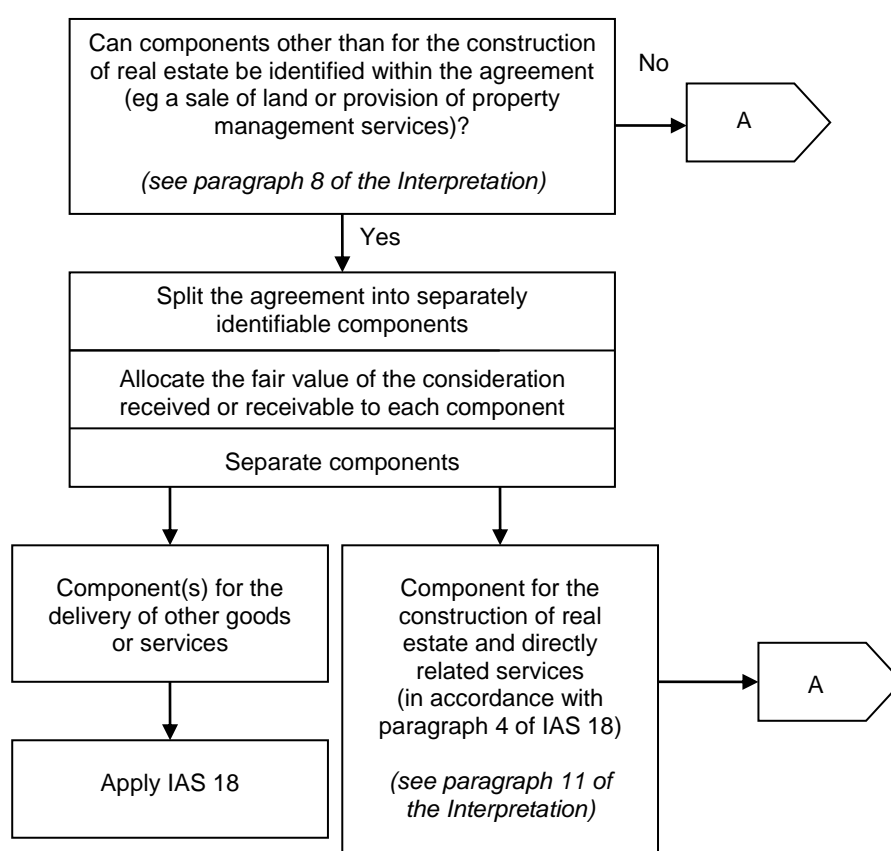 Can components other than for the construction
of real estate be identified within the agreement
(eg a sale of land or provision of property
management services)?
(see paragraph 8 of the Interpretation)
No
A
Yes
Split the agreement into separately
identifiable components
Allocate the fair value of the consideration
received or receivable to each component
Separate components
Component(s) for the
delivery of other goods
or services
Apply IAS 18
Component for the
construction of real
estate and directly
related services
(in accordance with
paragraph 4 of IAS 18)
(see paragraph 11 of
the Interpretation)
A